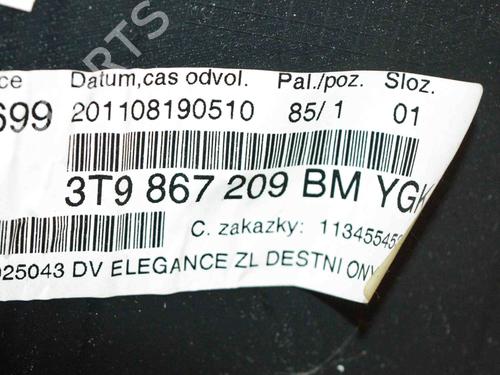 Datum,cas odvol. Pal./poz. Sloz.
699 201108190510 85/1 01
3T9 867 209 BM YGK
C. zakazky:
025043 DV ELEGANCE ZL DESTNI